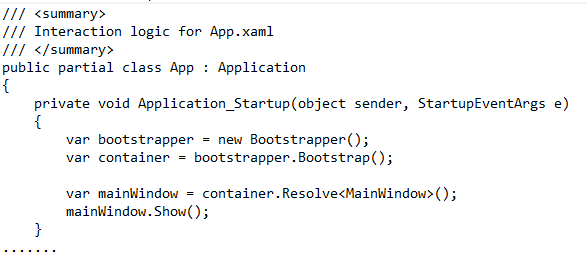 /// <summary>
/// Interaction logic for App.xaml
/// </summary>
public partial class App : Application
{
    private void Application_Startup(object sender, StartupEventArgs e)
    {
        var bootstrapper = new Bootstrapper();
        var container = bootstrapper.Bootstrap();

        var mainWindow = container.Resolve<MainWindow>();
        mainWindow.Show();
    }
.......